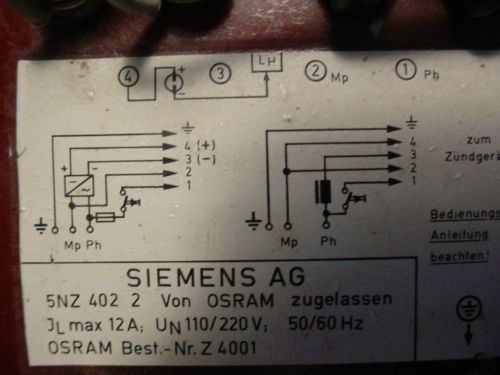 4 + - 3 LH 2 Mp 1 Ph
4 (+)
3 (-)
2
1
+ -
Mp Ph
4
3
2
1
Mp Ph
zum
Zündgerä
Bedienungs
Anleitung
beachten!
SIEMENS AG
5NZ 402 2 Von OSRAM zugelassen
JL max 12A; UN 110/220V; 50/60 Hz
OSRAM Best.-Nr. Z 4001